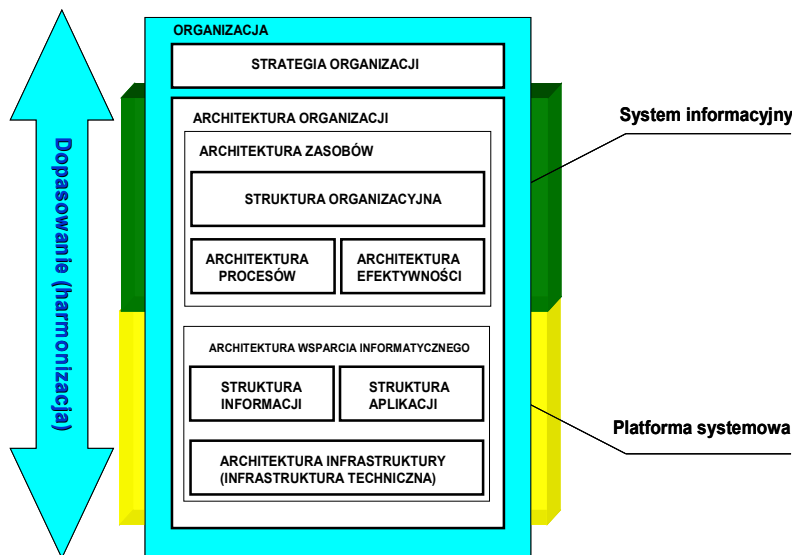 ORGANIZACJA
STRATEGIA ORGANIZACJI
ARCHITEKTURA ORGANIZACJI
ARCHITEKTURA ZASOBÓW
STRUKTURA ORGANIZACYJNA
ARCHITEKTURA
PROCESÓW
ARCHITEKTURA
EFEKTYWNOŚCI
ARCHITEKTURA WSPARCIA INFORMATYCZNEGO
STRUKTURA
INFORMACJI
STRUKTURA
APLIKACJI
ARCHITEKTURA INFRASTRUKTURY
(INFRASTRUKTURA TECHNICZNA)
Dopasowanie (harmonizacja)
System informacyjny
Platforma systemowa